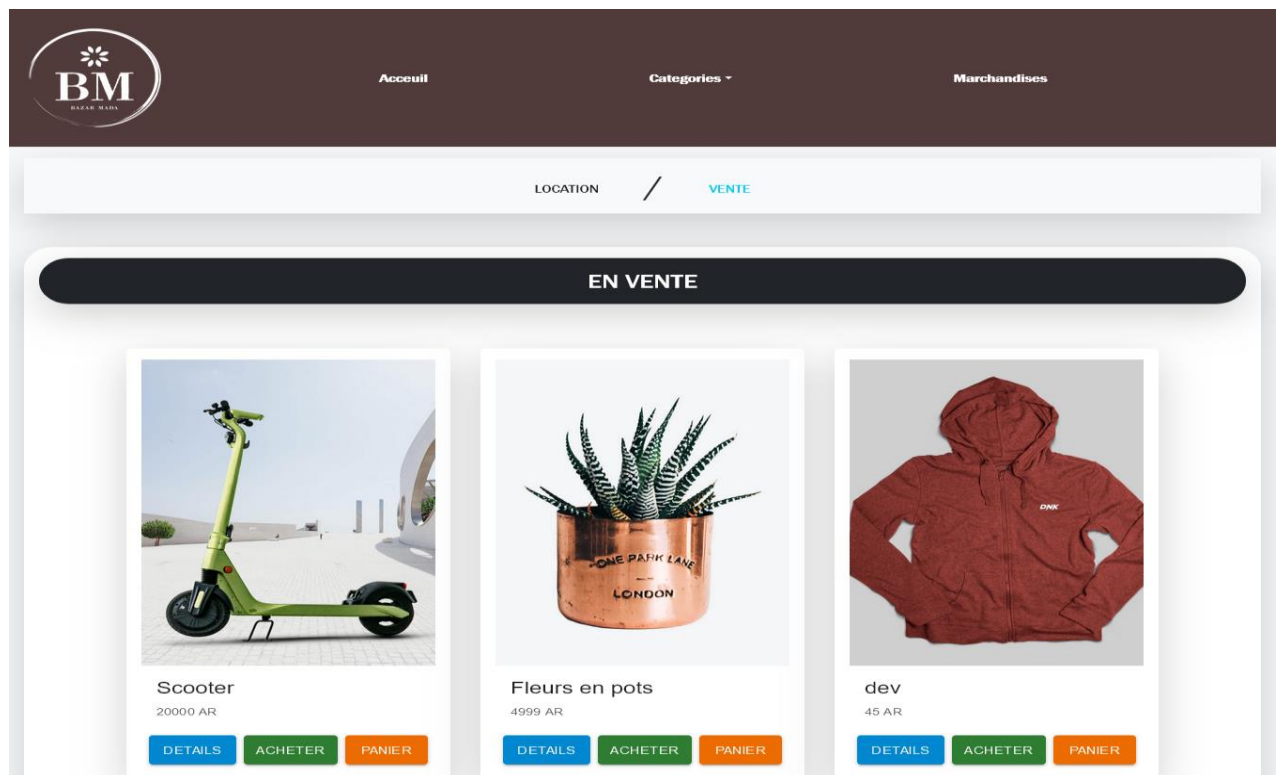 BM
BAZAR MADA
Acceuil
Categories
Marchandises
LOCATION / VENTE
EN VENTE
ONE PARK LANE
LONDON
DNK
Scooter
20000 AR
DETAILS ACHETER PANIER
Fleurs en pots
4999 AR
DETAILS ACHETER PANIER
dev
45 AR
DETAILS ACHETER PANIER